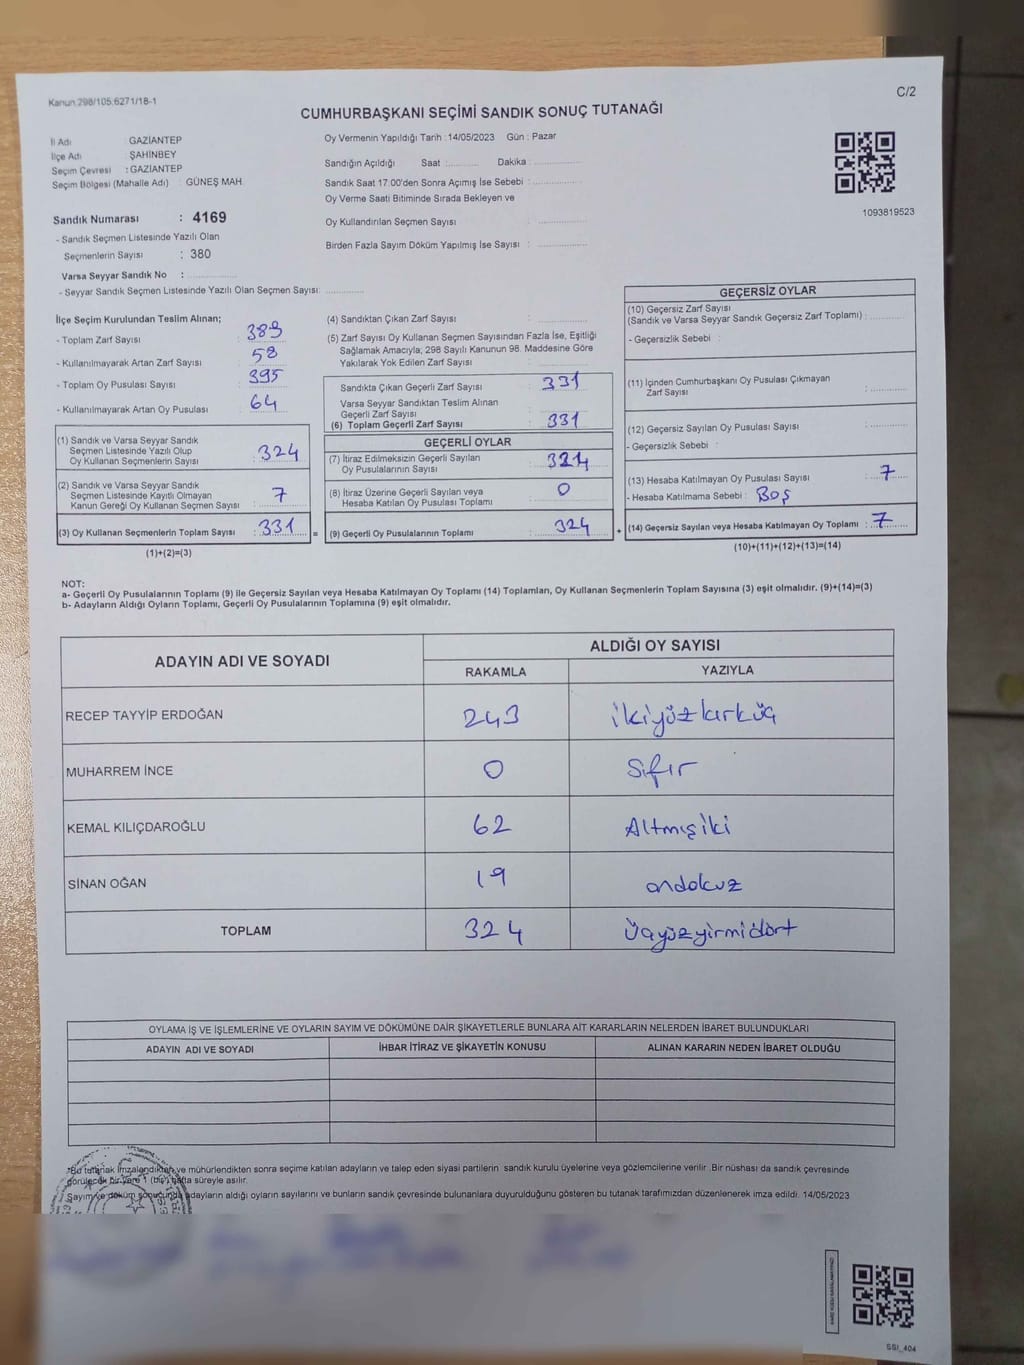 Kanun.298/105.6271/18-1
C/2
CUMHURBAŞKANI SEÇİMİ SANDIK SONUÇ TUTANAĞI
İl Adı : GAZİANTEP
İlçe Adı : ŞAHİNBEY
Seçim Çevresi : GAZİANTEP
Seçim Bölgesi (Mahalle Adı) : GÜNEŞ MAH.
Sandık Numarası : 4169
- Sandık Seçmen Listesinde Yazılı Olan
Seçmenlerin Sayısı : 380
Varsa Seyyar Sandık No :
- Seyyar Sandık Seçmen Listesinde Yazılı Olan Seçmen Sayısı:
Oy Vermenin Yapıldığı Tarih : 14/05/2023 Gün : Pazar
Sandığın Açıldığı Saat : Dakika :
Sandık Saat 17:00'den Sonra Açımış İse Sebebi :
Oy Verme Saati Bitiminde Sırada Bekleyen ve
Oy Kullandırılan Seçmen Sayısı :
Birden Fazla Sayım Döküm Yapılmış İse Sayısı :
1093819523
İlçe Seçim Kurulundan Teslim Alınan;
- Toplam Zarf Sayısı : 389
- Kullanılmayarak Artan Zarf Sayısı : 58
- Toplam Oy Pusulası Sayısı : 395
- Kullanılmayarak Artan Oy Pusulası : 64
(1) Sandık ve Varsa Seyyar Sandık
Seçmen Listesinde Yazılı Olup
Oy Kullanan Seçmenlerin Sayısı : 324
(2) Sandık ve Varsa Seyyar Sandık
Seçmen Listesinde Kayıtlı Olmayan
Kanun Gereği Oy Kullanan Seçmen Sayısı : 7
(3) Oy Kullanan Seçmenlerin Toplam Sayısı : 331 =
(1)+(2)=(3)
(4) Sandıktan Çıkan Zarf Sayısı :
(5) Zarf Sayısı Oy Kullanan Seçmen Sayısından Fazla İse, Eşitliği
Sağlamak Amacıyla; 298 Sayılı Kanunun 98. Maddesine Göre
Yakılarak Yok Edilen Zarf Sayısı :
Sandıkta Çıkan Geçerli Zarf Sayısı : 331
Varsa Seyyar Sandıktan Teslim Alınan
Geçerli Zarf Sayısı :
(6) Toplam Geçerli Zarf Sayısı : 331
GEÇERLİ OYLAR
(7) İtiraz Edilmeksizin Geçerli Sayılan
Oy Pusulalarının Sayısı : 324
(8) İtiraz Üzerine Geçerli Sayılan veya
Hesaba Katılan Oy Pusulası Toplamı : 0
(9) Geçerli Oy Pusulalarının Toplamı : 324 +
GEÇERSİZ OYLAR
(10) Geçersiz Zarf Sayısı
(Sandık ve Varsa Seyyar Sandık Geçersiz Zarf Toplamı) :
- Geçersizlik Sebebi :
(11) İçinden Cumhurbaşkanı Oy Pusulası Çıkmayan
Zarf Sayısı :
(12) Geçersiz Sayılan Oy Pusulası Sayısı :
- Geçersizlik Sebebi :
(13) Hesaba Katılmayan Oy Pusulası Sayısı : 7
- Hesaba Katılmama Sebebi : Boş
(14) Geçersiz Sayılan veya Hesaba Katılmayan Oy Toplamı : 7
(10)+(11)+(12)+(13)=(14)
NOT:
a- Geçerli Oy Pusulalarının Toplamı (9) ile Geçersiz Sayılan veya Hesaba Katılmayan Oy Toplamı (14) Toplamları, Oy Kullanan Seçmenlerin Toplam Sayısına (3) eşit olmalıdır. (9)+(14)=(3)
b- Adayların Aldığı Oyların Toplamı, Geçerli Oy Pusulalarının Toplamına (9) eşit olmalıdır.
ADAYIN ADI VE SOYADI ALDIĞI OY SAYISI
RAKAMLA YAZIYLA
RECEP TAYYİP ERDOĞAN 243 ikiyüzkırküç
MUHARREM İNCE 0 Sıfır
KEMAL KILIÇDAROĞLU 62 Altmışiki
SİNAN OĞAN 19 ondokuz
TOPLAM 324 Üçyüzyirmidört
OYLAMA İŞ VE İŞLEMLERİNE VE OYLARIN SAYIM VE DÖKÜMÜNE DAİR ŞİKAYETLERLE BUNLARA AİT KARARLARIN NELERDEN İBARET BULUNDUKLARI
ADAYIN ADI VE SOYADI İHBAR İTİRAZ VE ŞİKAYETİN KONUSU ALINAN KARARIN NEDEN İBARET OLDUĞU
*Bu tutanak imzalandıktan ve mühürlendikten sonra seçime katılan adayların ve talep eden siyasi partilerin sandık kurulu üyelerine veya gözlemcilerine verilir. Bir nüshası da sandık çevresinde
görülecek bir yere 1 (bir) hafta süreyle asılır.
Sayım ve döküm sonucunda adayların aldığı oyların sayılarını ve bunların sandık çevresinde bulunanlara duyurulduğunu gösteren bu tutanak tarafımızdan düzenlenerek imza edildi. 14/05/2023
SSI_404